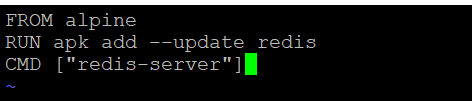 FROM alpine
RUN apk add --update redis
CMD ["redis-server"]
~